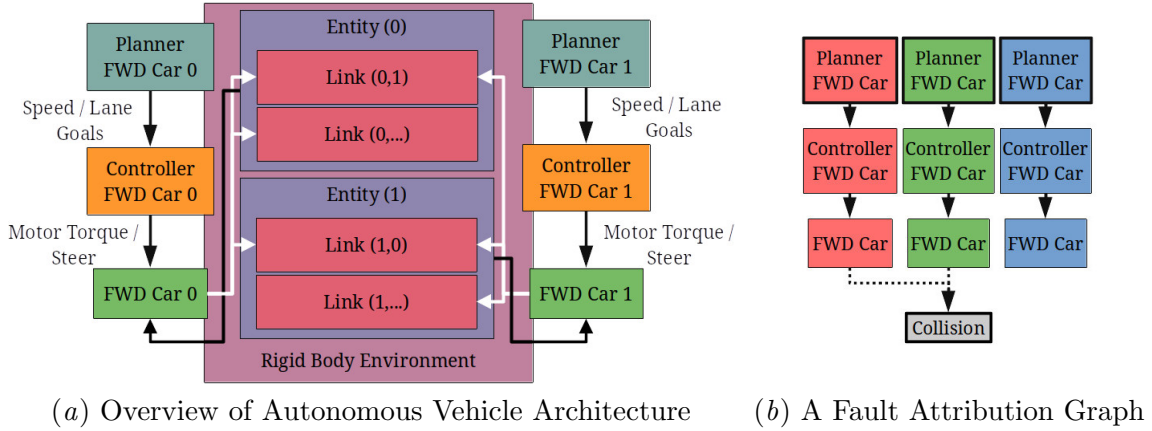 Planner
FWD Car 0
Speed / Lane
Goals
Controller
FWD Car 0
Motor Torque /
Steer
FWD Car 0
Entity (0)
Link (0,1)
Link (0,...)
Entity (1)
Link (1,0)
Link (1,...)
Rigid Body Environment
Planner
FWD Car 1
Speed / Lane
Goals
Controller
FWD Car 1
Motor Torque /
Steer
FWD Car 1
(a) Overview of Autonomous Vehicle Architecture
Planner
FWD Car
Planner
FWD Car
Planner
FWD Car
Controller
FWD Car
Controller
FWD Car
Controller
FWD Car
FWD Car
FWD Car
FWD Car
Collision
(b) A Fault Attribution Graph